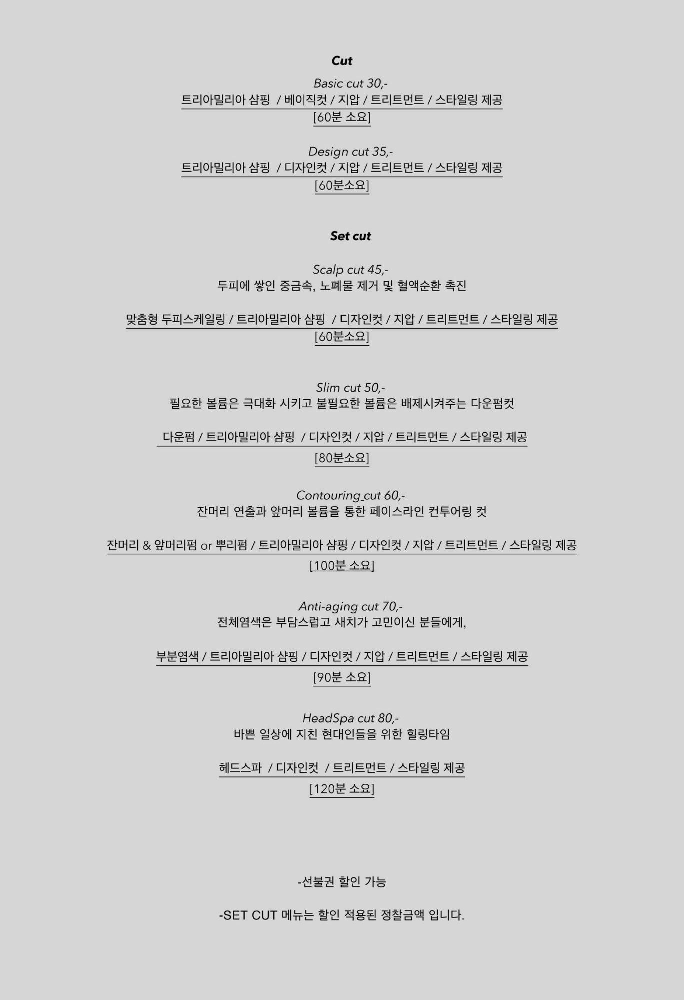 Cut
Basic cut 30,-
트리아밀리아 샴핑 / 베이직컷 / 지압 / 트리트먼트 / 스타일링 제공
[60분 소요]
Design cut 35,-
트리아밀리아 샴핑 / 디자인컷 / 지압 / 트리트먼트 / 스타일링 제공
[60분소요]
Set cut
Scalp cut 45,-
두피에 쌓인 중금속, 노폐물 제거 및 혈액순환 촉진
맞춤형 두피스케일링 / 트리아밀리아 샴핑 / 디자인컷 / 지압 / 트리트먼트 / 스타일링 제공
[60분소요]
Slim cut 50,-
필요한 볼륨은 극대화 시키고 불필요한 볼륨은 배제시켜주는 다운펌컷
다운펌 / 트리아밀리아 샴핑 / 디자인컷 / 지압 / 트리트먼트 / 스타일링 제공
[80분소요]
Contouring_cut 60,-
잔머리 연출과 앞머리 볼륨을 통한 페이스라인 컨투어링 컷
잔머리 & 앞머리펌 or 뿌리펌 / 트리아밀리아 샴핑 / 디자인컷 / 지압 / 트리트먼트 / 스타일링 제공
[100분 소요]
Anti-aging cut 70,-
전체염색은 부담스럽고 새치가 고민이신 분들에게,
부분염색 / 트리아밀리아 샴핑 / 디자인컷 / 지압 / 트리트먼트 / 스타일링 제공
[90분 소요]
HeadSpa cut 80,-
바쁜 일상에 지친 현대인들을 위한 힐링타임
헤드스파 / 디자인컷 / 트리트먼트 / 스타일링 제공
[120분 소요]
-선불권 할인 가능
-SET CUT 메뉴는 할인 적용된 정찰금액 입니다.